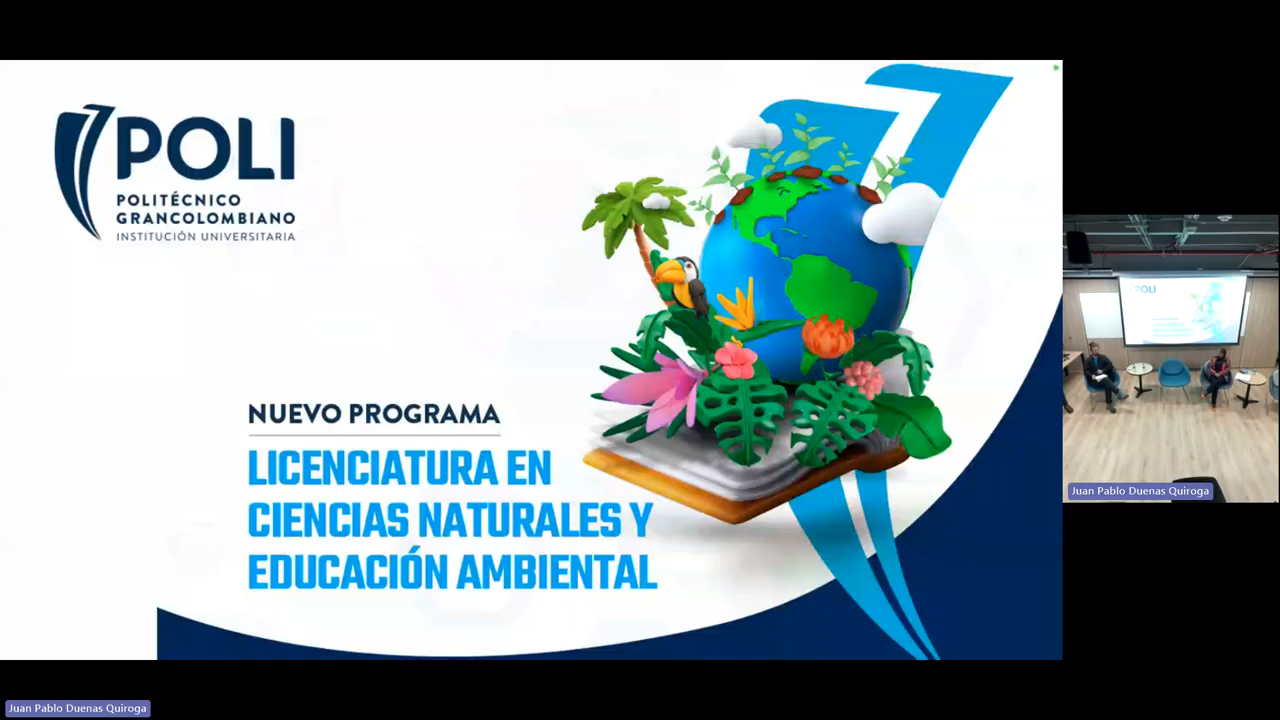 POLI
POLITÉCNICO
GRANCOLOMBIANO
INSTITUCIÓN UNIVERSITARIA
NUEVO PROGRAMA
LICENCIATURA EN
CIENCIAS NATURALES Y
EDUCACIÓN AMBIENTAL
POLI
Juan Pablo Duenas Quiroga
Juan Pablo Duenas Quiroga